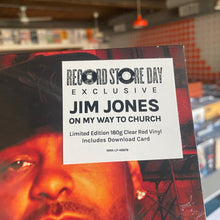 RECORD STORE DAY
EXCLUSIVE
JIM JONES
ON MY WAY TO CHURCH
Limited Edition 180g Clear Red Vinyl
Includes Download Card